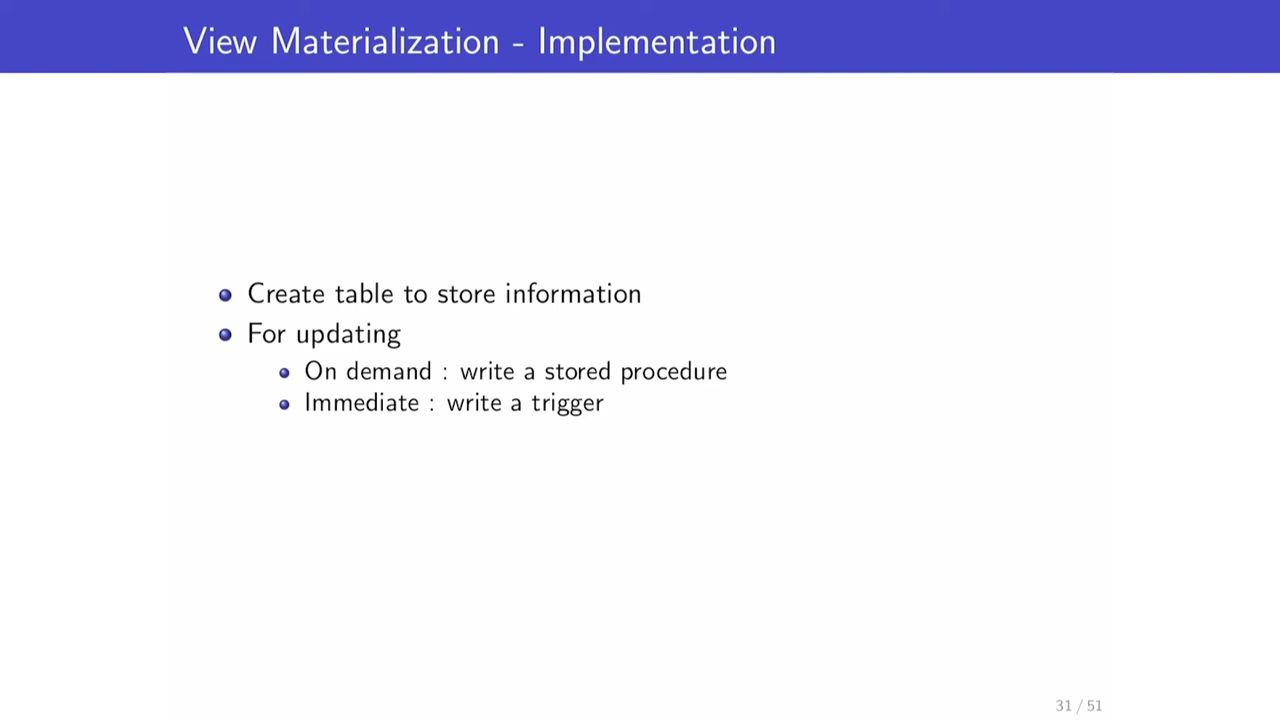 View Materialization - Implementation
Create table to store information
For updating
On demand : write a stored procedure
Immediate : write a trigger
31 / 51